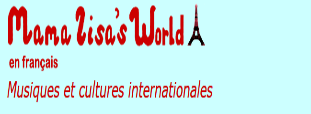 Mama Lisa's World
en français
Musiques et cultures internationales